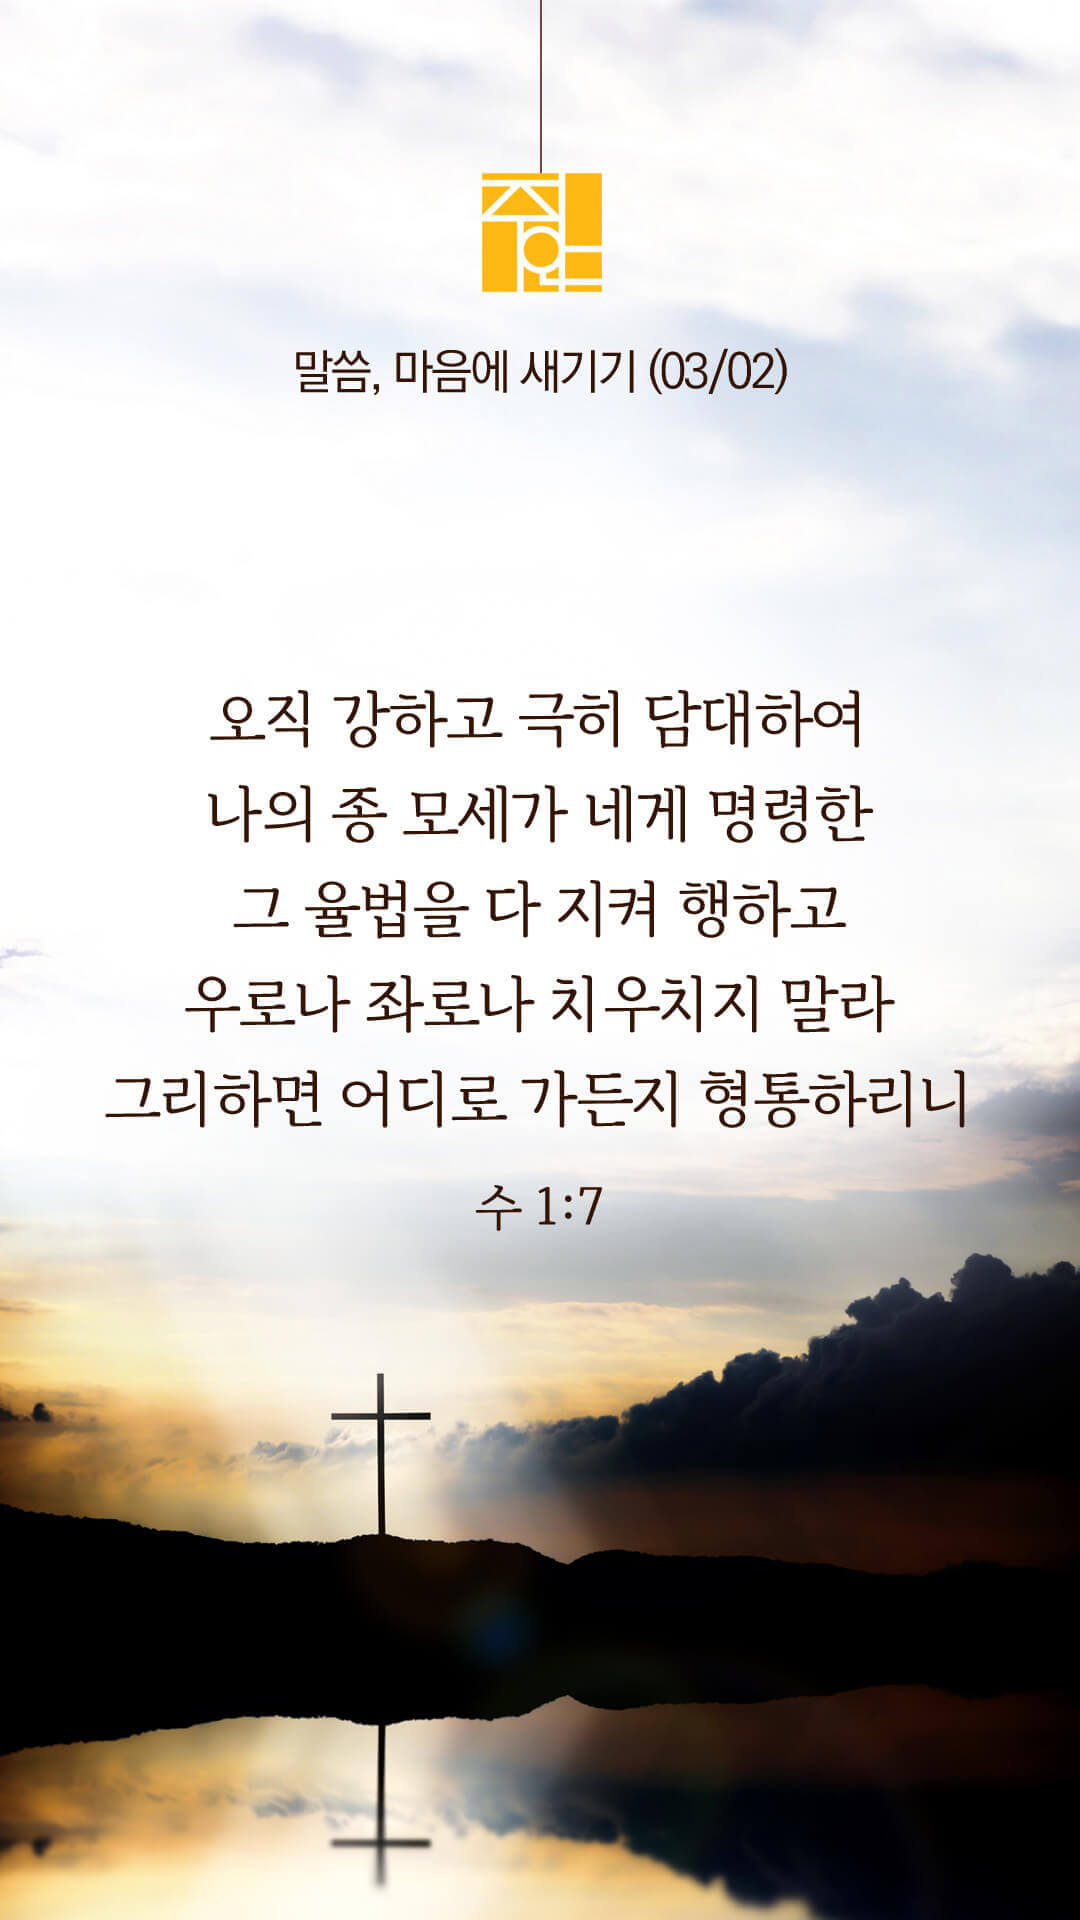 말씀, 마음에 새기기 (03/02)
오직 강하고 극히 담대하여
나의 종 모세가 네게 명령한
그 율법을 다 지켜 행하고
우로나 좌로나 치우치지 말라
그리하면 어디로 가든지 형통하리니
수 1:7